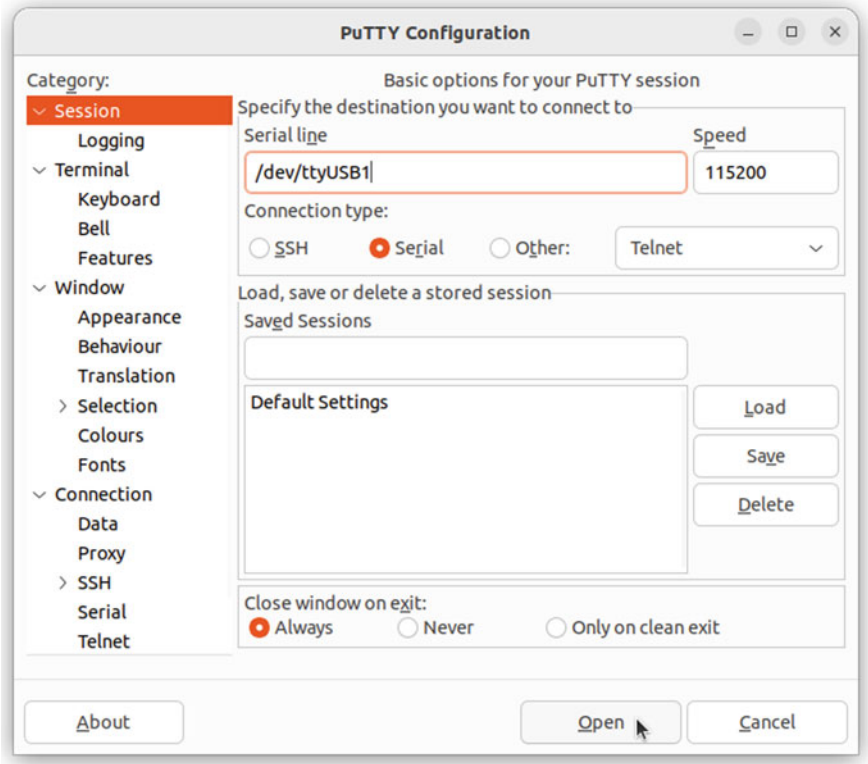 PuTTY Configuration
Category:
Session
Logging
Terminal
Keyboard
Bell
Features
Window
Appearance
Behaviour
Translation
Selection
Colours
Fonts
Connection
Data
Proxy
SSH
Serial
Telnet
Basic options for your PuTTY session
Specify the destination you want to connect to
Serial line Speed
/dev/ttyUSB1 115200
Connection type:
SSH Serial Other: Telnet
Load, save or delete a stored session
Saved Sessions
Default Settings
Load
Save
Delete
Close window on exit:
Always Never Only on clean exit
About Open Cancel